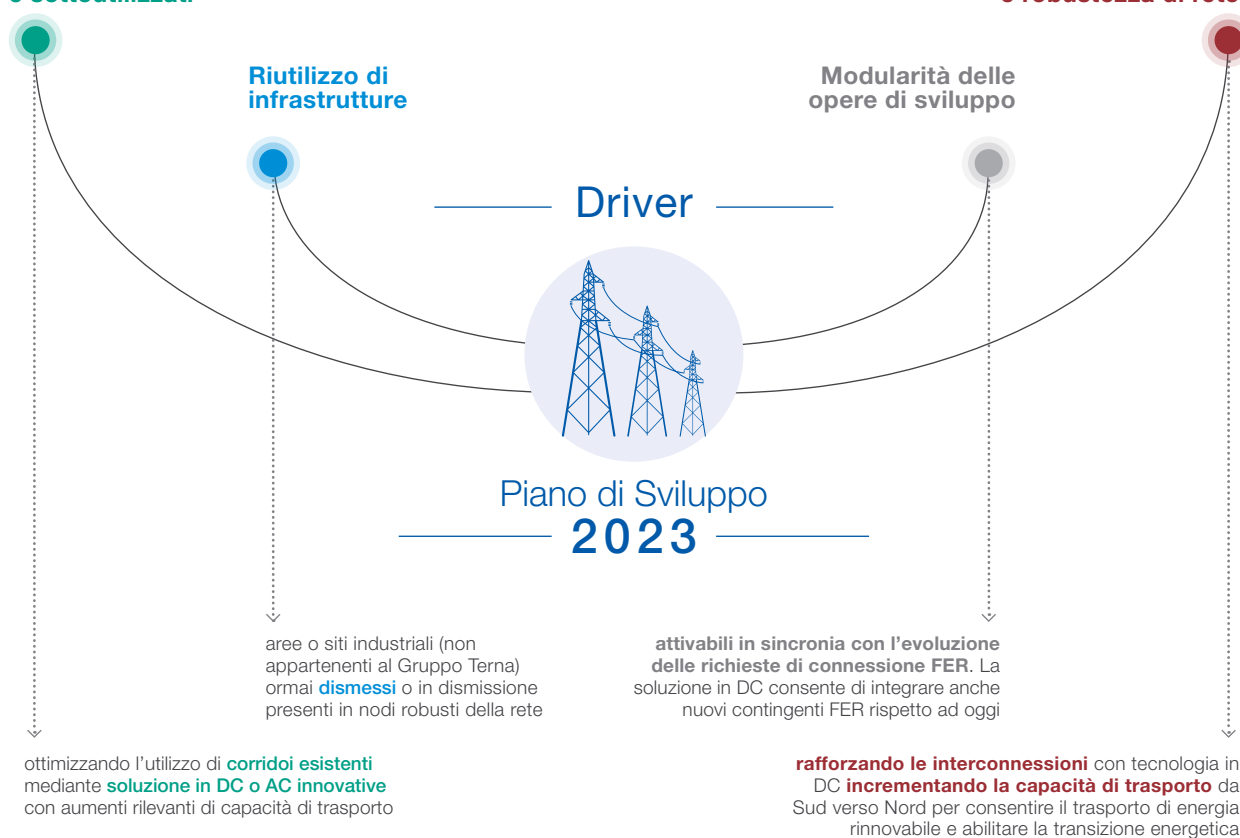 Riutilizzo di
infrastrutture
Modularità delle
opere di sviluppo
Driver
Piano di Sviluppo
2023
aree o siti industriali (non
appartenenti al Gruppo Terna)
ormai dismessi o in dismissione
presenti in nodi robusti della rete
attivabili in sincronia con l’evoluzione
delle richieste di connessione FER. La
soluzione in DC consente di integrare anche
nuovi contingenti FER rispetto ad oggi
ottimizzando l’utilizzo di corridoi esistenti
mediante soluzione in DC o AC innovative
con aumenti rilevanti di capacità di trasporto
rafforzando le interconnessioni con tecnologia in
DC incrementando la capacità di trasporto da
Sud verso Nord per consentire il trasporto di energia
rinnovabile e abilitare la transizione energetica